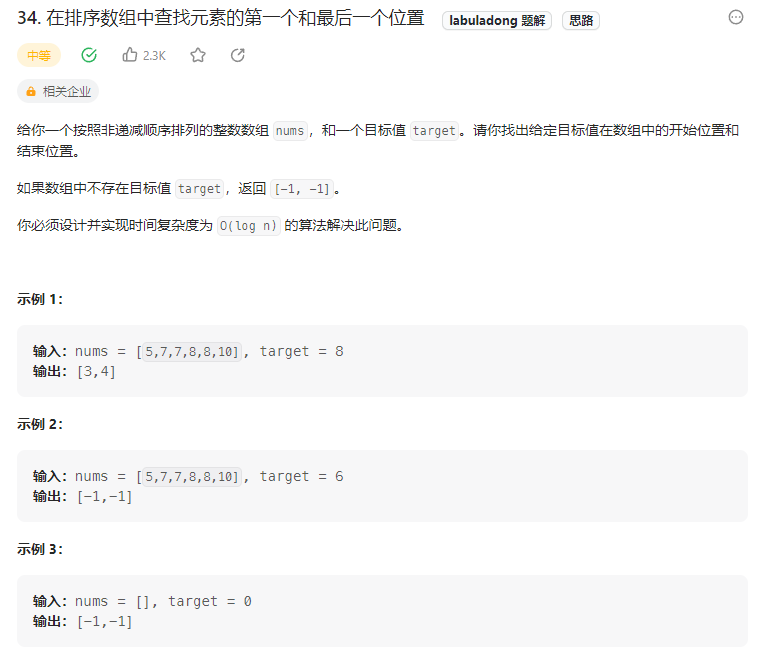 34. 在排序数组中查找元素的第一个和最后一个位置 labuladong 题解 思路
中等 2.3K
相关企业
给你一个按照非递减顺序排列的整数数组 nums，和一个目标值 target。请你找出给定目标值在数组中的开始位置和
结束位置。
如果数组中不存在目标值 target，返回 [-1, -1]。
你必须设计并实现时间复杂度为 O(log n) 的算法解决此问题。
示例 1：
输入：nums = [5,7,7,8,8,10], target = 8
输出：[3,4]
示例 2：
输入：nums = [5,7,7,8,8,10], target = 6
输出：[-1,-1]
示例 3：
输入：nums = [], target = 0
输出：[-1,-1]